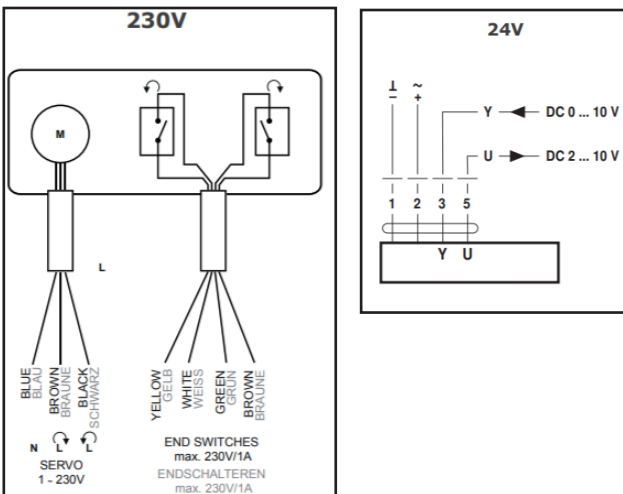 230V
M
L
BLUE
BLAU
BROWN
BRAUNE
BLACK
SCHWARZ
N L L
SERVO
1 - 230V
YELLOW
GELB
WHITE
WEISS
GREEN
GRÜN
BROWN
BRAUNE
END SWITCHES
max. 230V/1A
ENDSCHALTEREN
max. 230V/1A
24V
⊥ ~
− +
Y DC 0 ... 10 V
U DC 2 ... 10 V
1 2 3 5
Y U